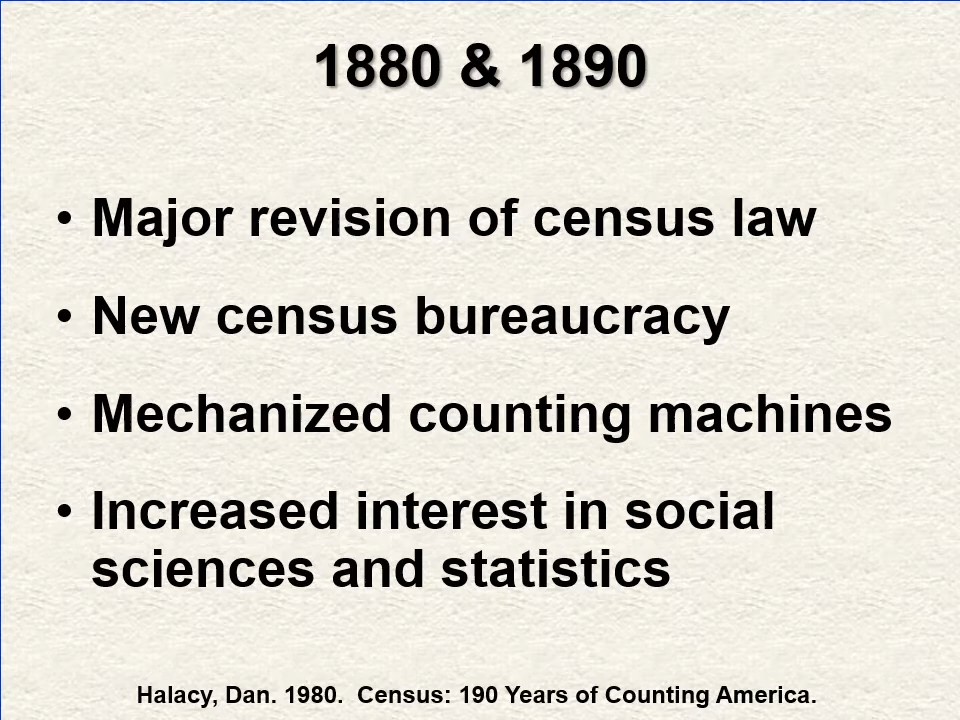 1880 & 1890
• Major revision of census law
• New census bureaucracy
• Mechanized counting machines
• Increased interest in social
sciences and statistics
Halacy, Dan. 1980.  Census: 190 Years of Counting America.